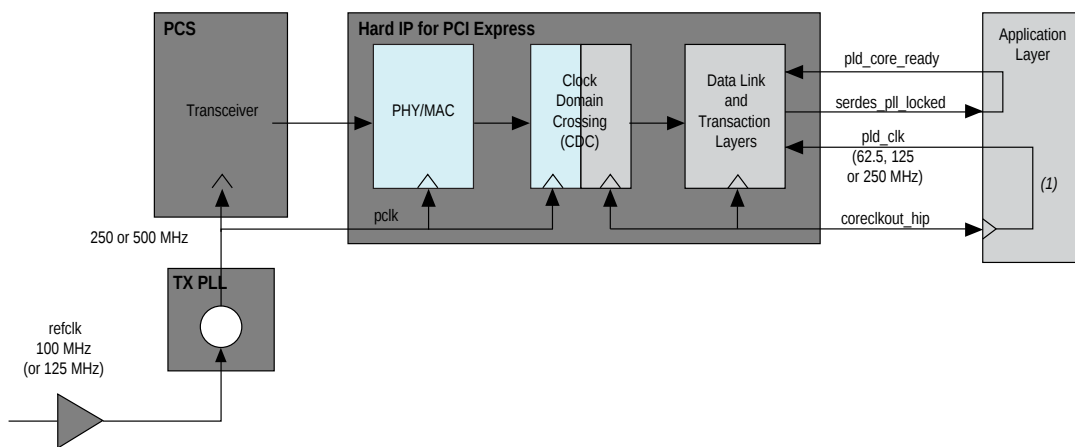 PCS
Transceiver
Hard IP for PCI Express
PHY/MAC
Clock
Domain
Crossing
(CDC)
Data Link
and
Transaction
Layers
Application
Layer
pld_core_ready
serdes_pll_locked
pld_clk
(62.5, 125
or 250 MHz)
(1)
coreclkout_hip
pclk
250 or 500 MHz
TX PLL
refclk
100 MHz
(or 125 MHz)